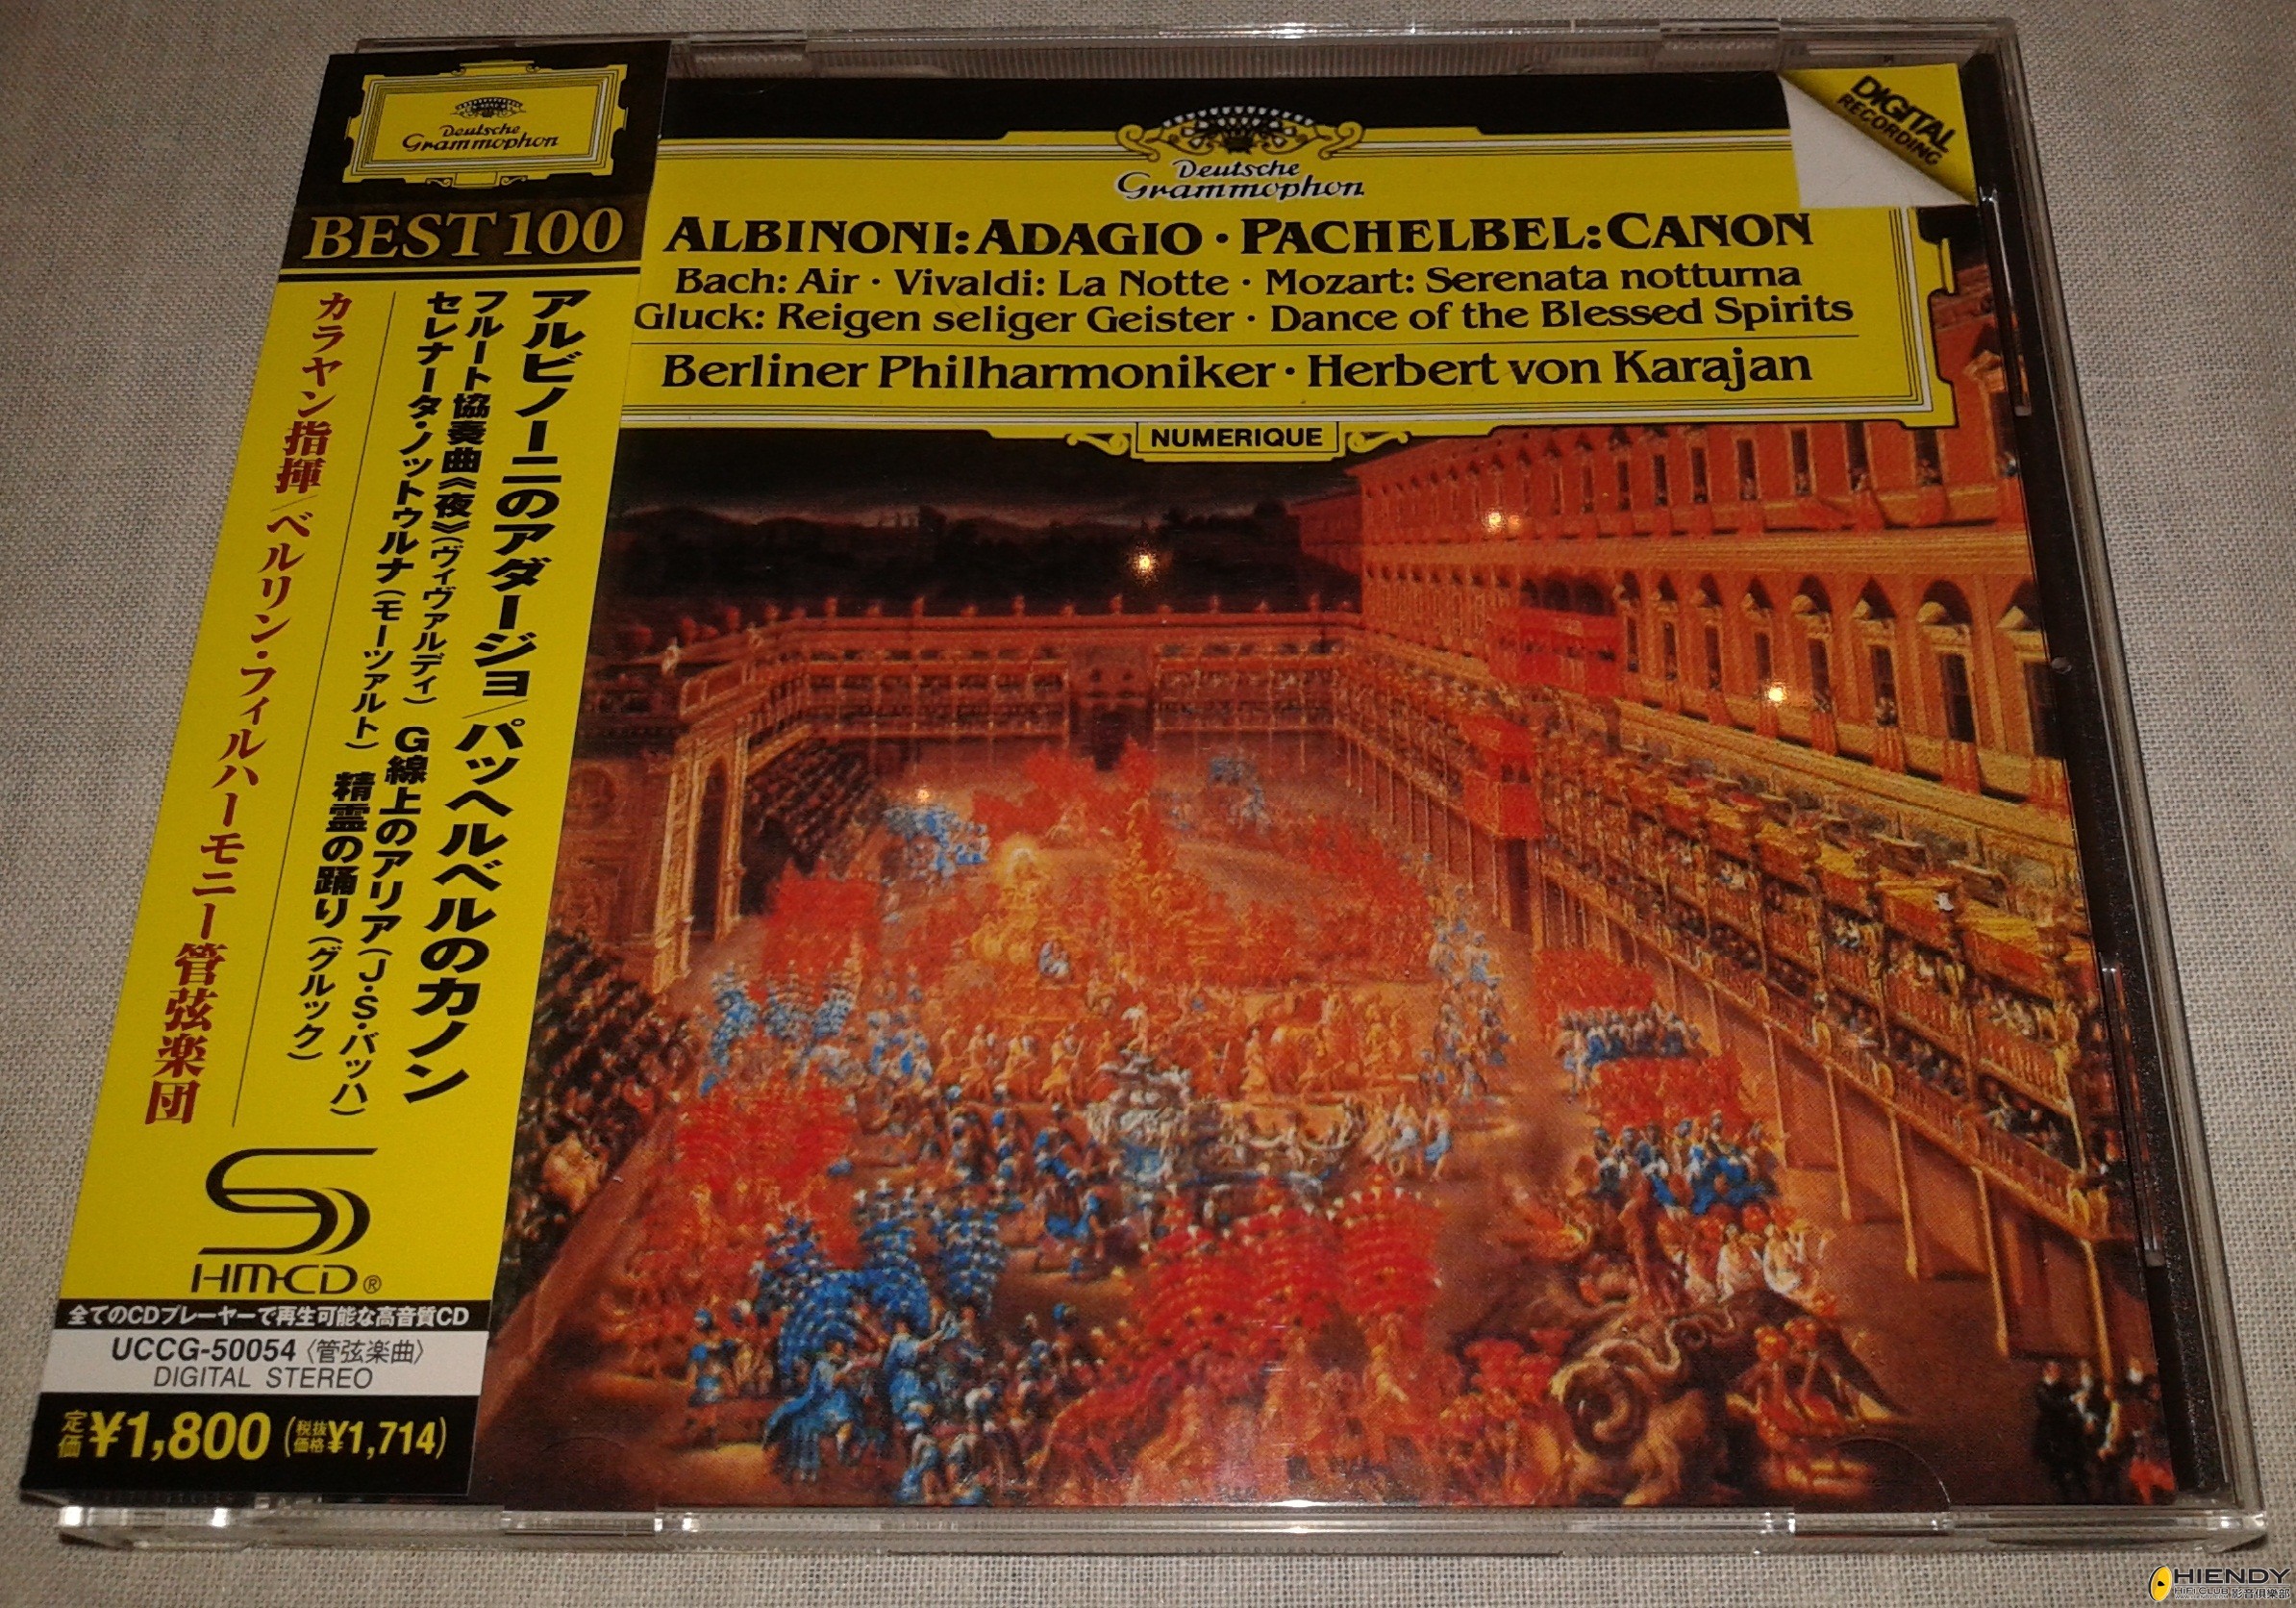 Deutsche
Grammophon
BEST 100
アルビノーニのアダージョ/パッヘルベルのカノン
フルート協奏曲《夜》(ヴィヴァルディ) G線上のアリア(J・S・バッハ)
セレナータ・ノットゥルナ(モーツァルト) 精霊の踊り(グルック)
カラヤン指揮/ベルリン・フィルハーモニー管弦楽団
SHM-CD®
全てのCDプレーヤーで再生可能な高音質CD
UCCG-50054〈管弦楽曲〉
DIGITAL STEREO
定価¥1,800(税抜価格¥1,714)
DIGITAL
RECORDING
Deutsche
Grammophon
ALBINONI: ADAGIO · PACHELBEL: CANON
Bach: Air · Vivaldi: La Notte · Mozart: Serenata notturna
Gluck: Reigen seliger Geister · Dance of the Blessed Spirits
Berliner Philharmoniker · Herbert von Karajan
NUMERIQUE
HIENDY
HiFi CLUB 影音俱樂部